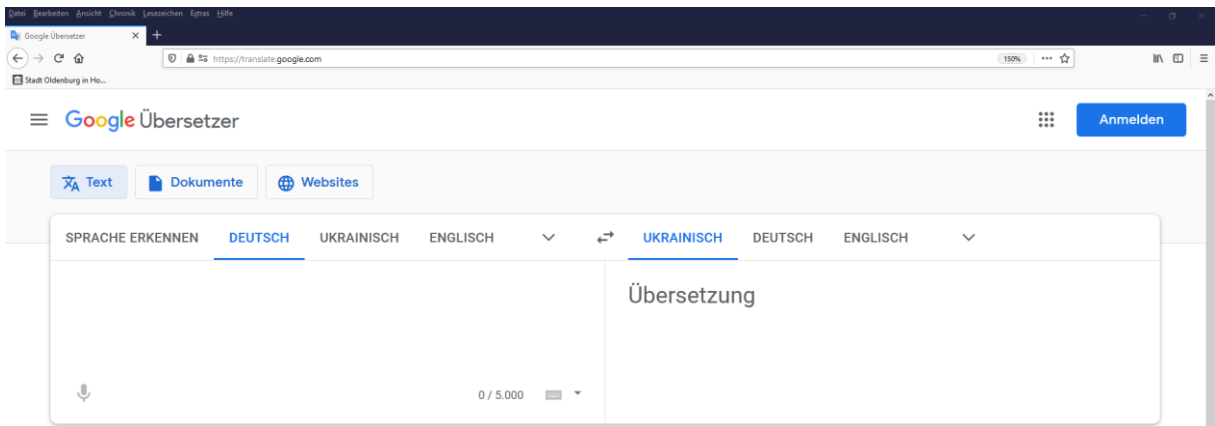 Datei Bearbeiten Ansicht Chronik Lesezeichen Extras Hilfe
Google Übersetzer
https://translate.google.com 150%
Stadt Oldenburg in Ho...
Google Übersetzer Anmelden
Text Dokumente Websites
SPRACHE ERKENNEN DEUTSCH UKRAINISCH ENGLISCH UKRAINISCH DEUTSCH ENGLISCH
Übersetzung
0 / 5.000